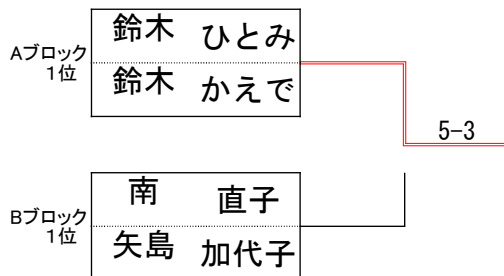 Aブロック
1位
鈴木 ひとみ
鈴木 かえで
5-3
Bブロック
1位
南 直子
矢島 加代子